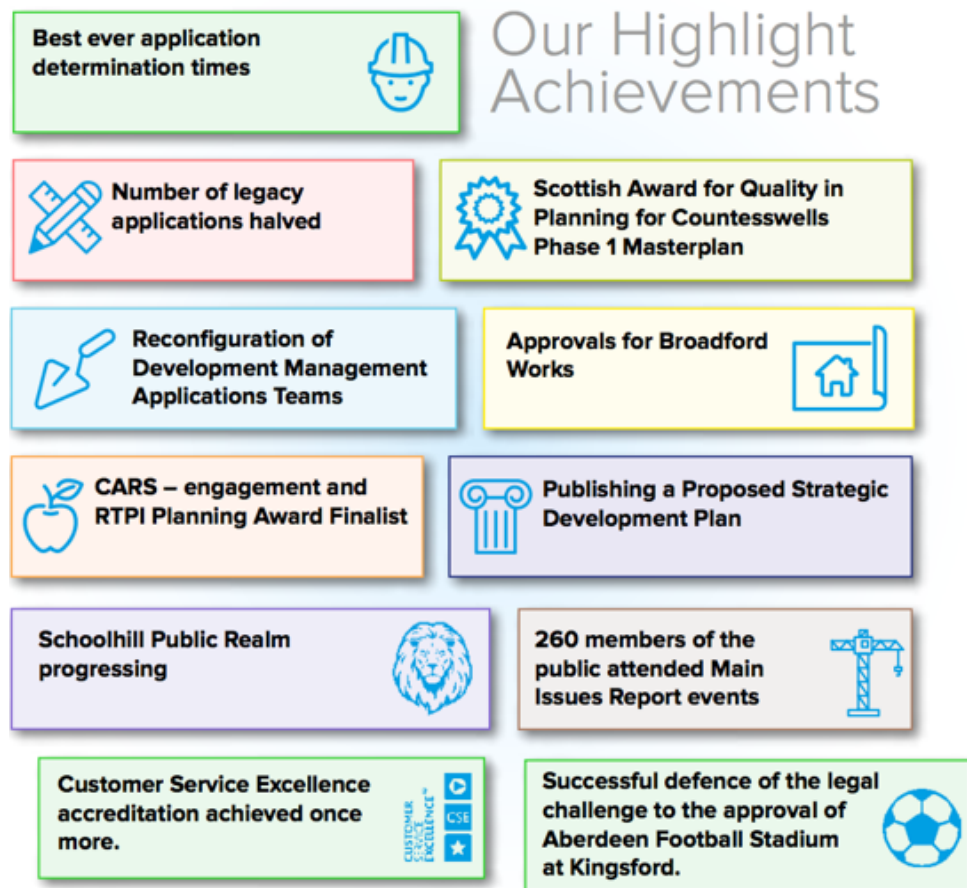 Best ever application
determination times
Our Highlight
Achievements
Number of legacy
applications halved
Scottish Award for Quality in
Planning for Countesswells
Phase 1 Masterplan
Reconfiguration of
Development Management
Applications Teams
Approvals for Broadford
Works
CARS – engagement and
RTPI Planning Award Finalist
Publishing a Proposed Strategic
Development Plan
Schoolhill Public Realm
progressing
260 members of the
public attended Main
Issues Report events
Customer Service Excellence
accreditation achieved once
more.
CUSTOMER
SERVICE
EXCELLENCE™
CSE
Successful defence of the legal
challenge to the approval of
Aberdeen Football Stadium
at Kingsford.